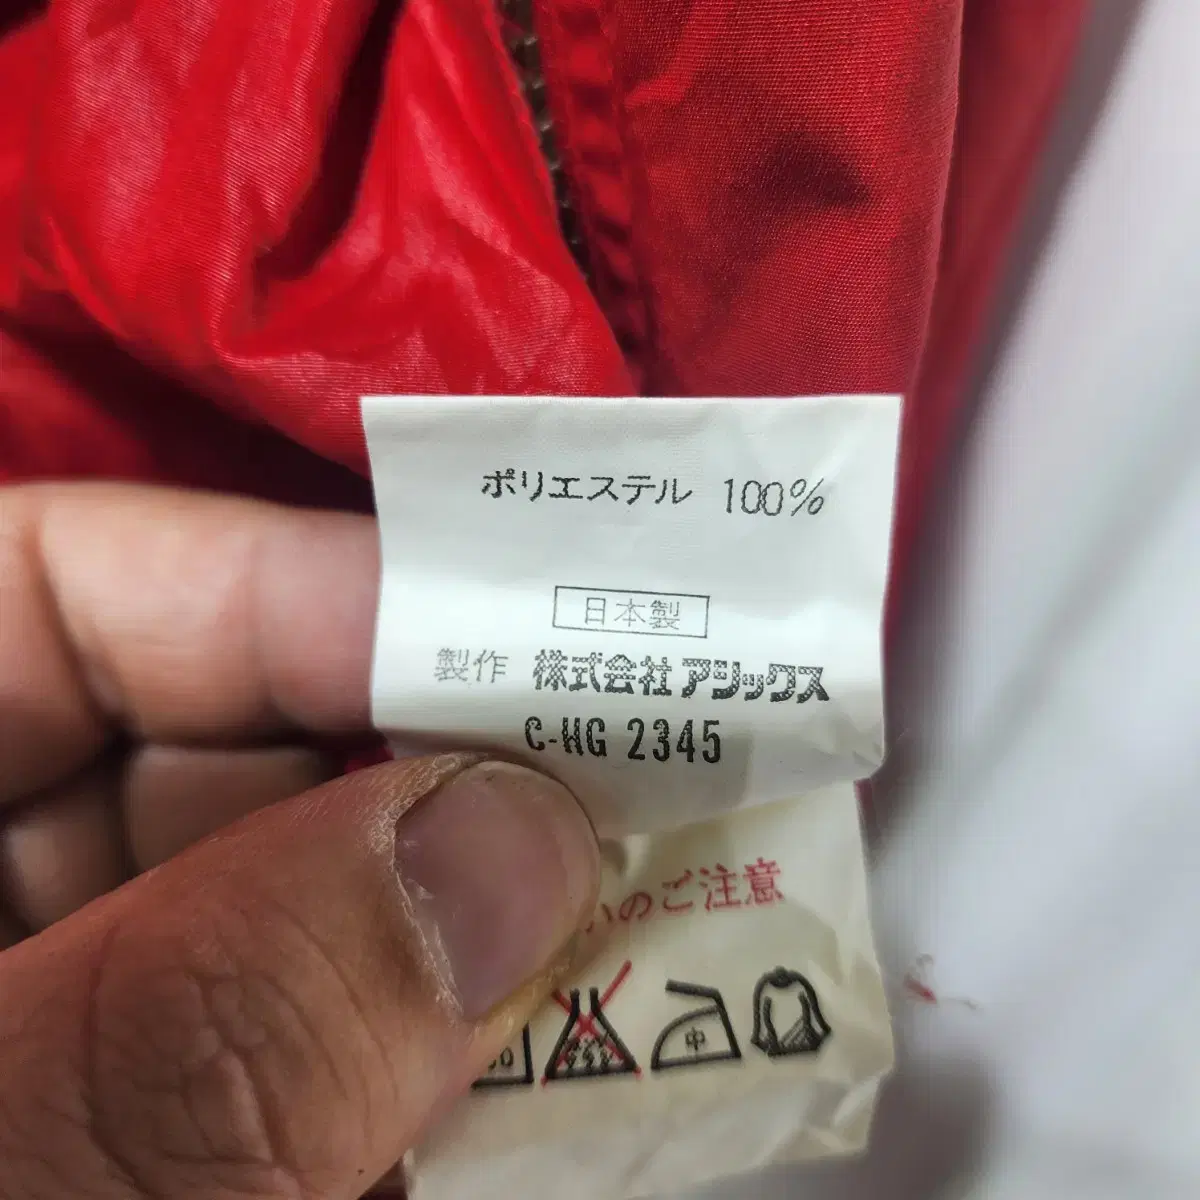 ポリエステル 100%
日本製
製作 株式会社アシックス
C-HG 2345
いのご注意
中